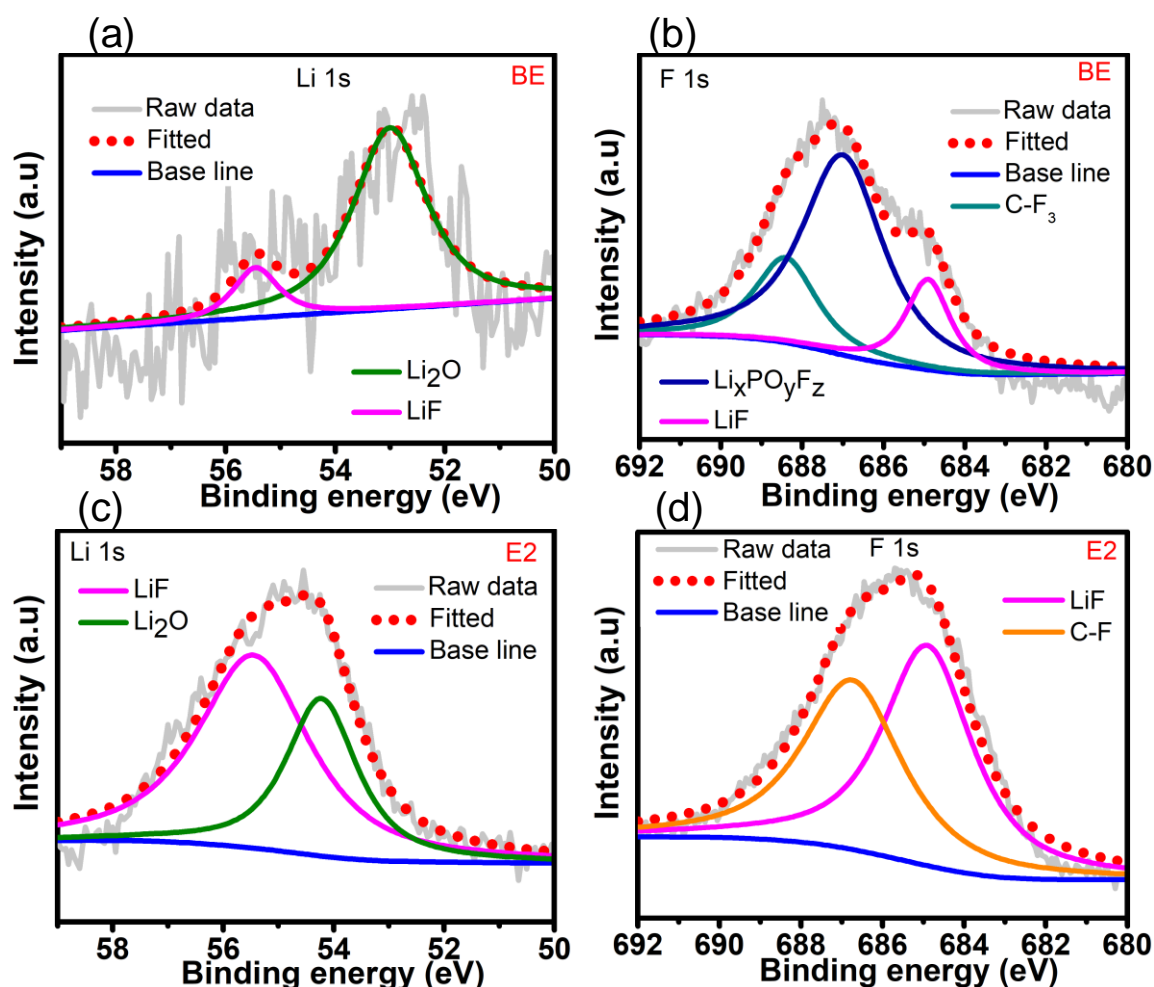 (a)
Li 1s
BE
Raw data
Fitted
Base line
Li₂O
LiF
Intensity (a.u)
58 56 54 52 50
Binding energy (eV)
(b)
F 1s
BE
Raw data
Fitted
Base line
C-F₃
LiₓPOyFz
LiF
Intensity (a.u)
692 690 688 686 684 682 680
Binding energy (eV)
(c)
Li 1s
E2
LiF
Li₂O
Raw data
Fitted
Base line
Intensity (a.u)
58 56 54 52 50
Binding energy (eV)
(d)
Raw data
Fitted
Base line
F 1s
E2
LiF
C-F
Intensity (a.u)
692 690 688 686 684 682 680
Binding energy (eV)